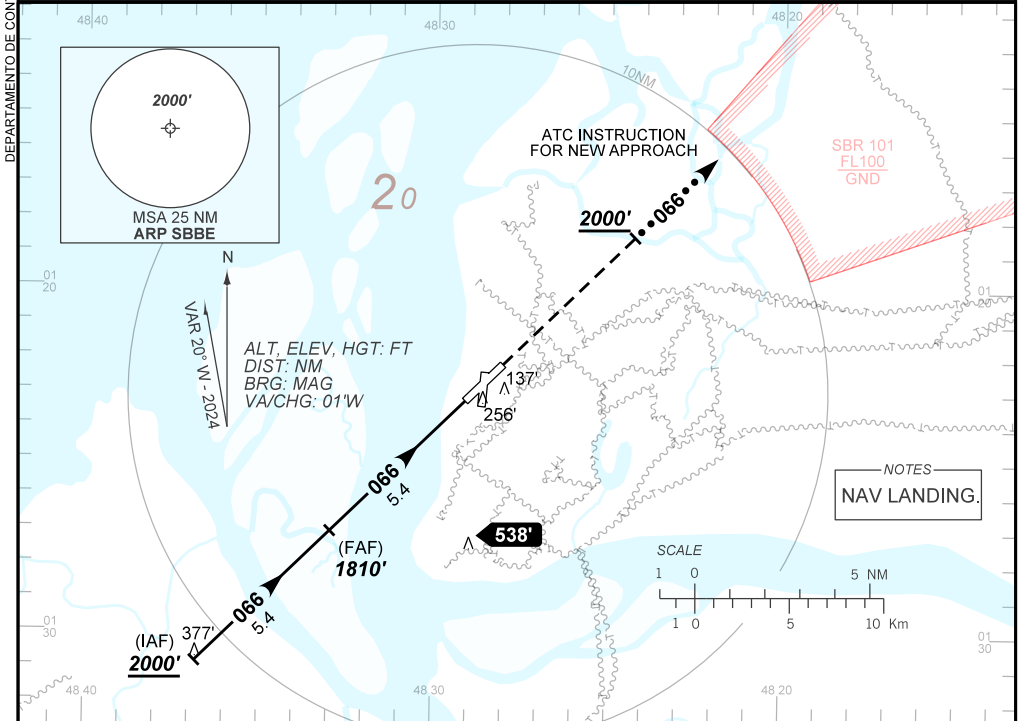 DEPARTAMENTO DE CON
48 40
48 30
48 20
2000'
MSA 25 NM
ARP SBBE
10NM
ATC INSTRUCTION
FOR NEW APPROACH
SBR 101
FL100
GND
20
066
2000'
N
VAR 20° W - 2024
01
20
01
20
ALT, ELEV, HGT: FT
DIST: NM
BRG: MAG
VA/CHG: 01'W
137'
256'
066
5.4
NOTES
NAV LANDING.
(FAF)
1810'
538'
SCALE
1 0 5 NM
1 0 5 10 Km
066
5.4
01
30
(IAF)
2000'
377'
01
30
48 40
48 30
48 20